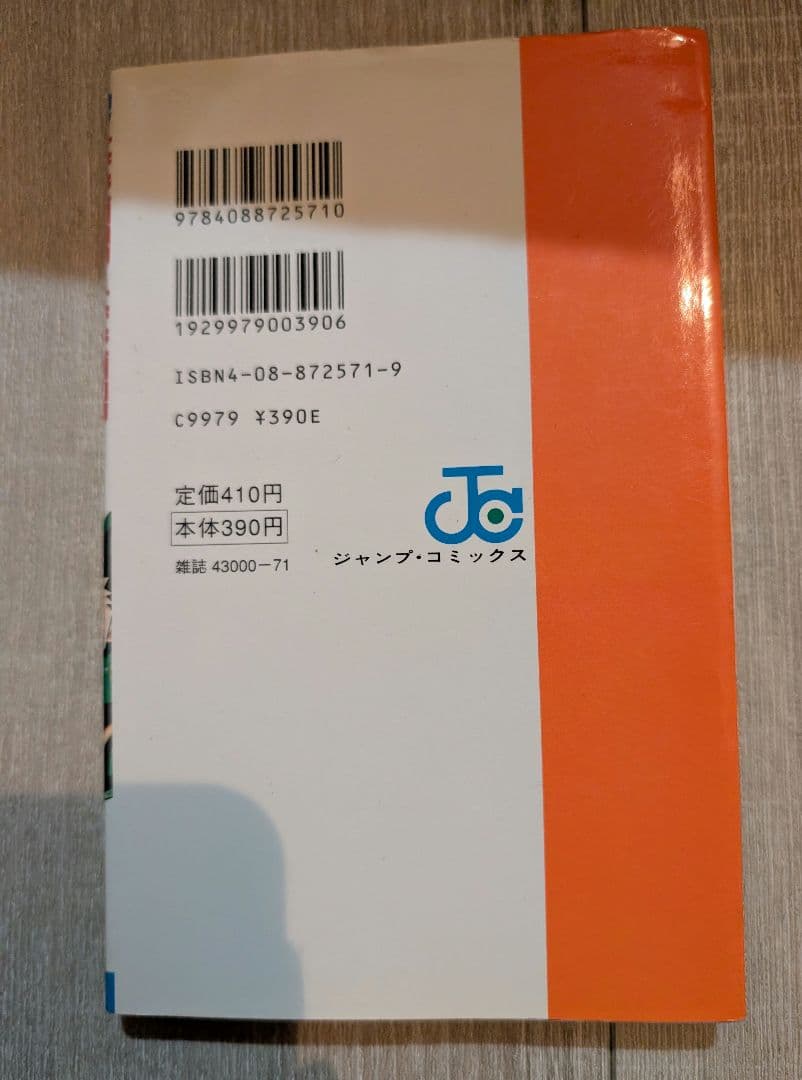 9784088725710
1929979003906
ISBN4-08-872571-9
C9979 ¥390E
定価410円
本体390円
雑誌 43000-71
JC
ジャンプ・コミックス